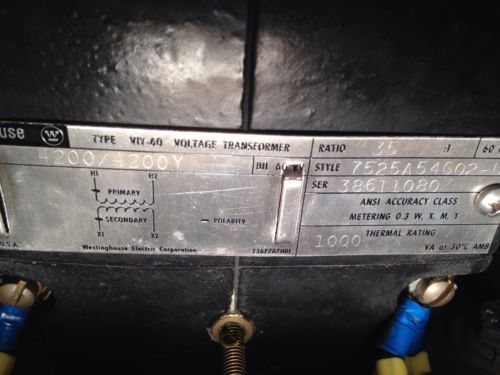 use
TYPE VIY-60 VOLTAGE TRANSFORMER
RATIO 35 :1 60
4200/4200Y
BIL 60 KV
STYLE 7525A54G02
SER 38611080
H1 H2
PRIMARY
SECONDARY
POLARITY
X1 X2
ANSI ACCURACY CLASS
METERING 0.3 W, X, M, Y
THERMAL RATING
1000 VA at 30°C AMB
U.S.A.
Westinghouse Electric Corporation